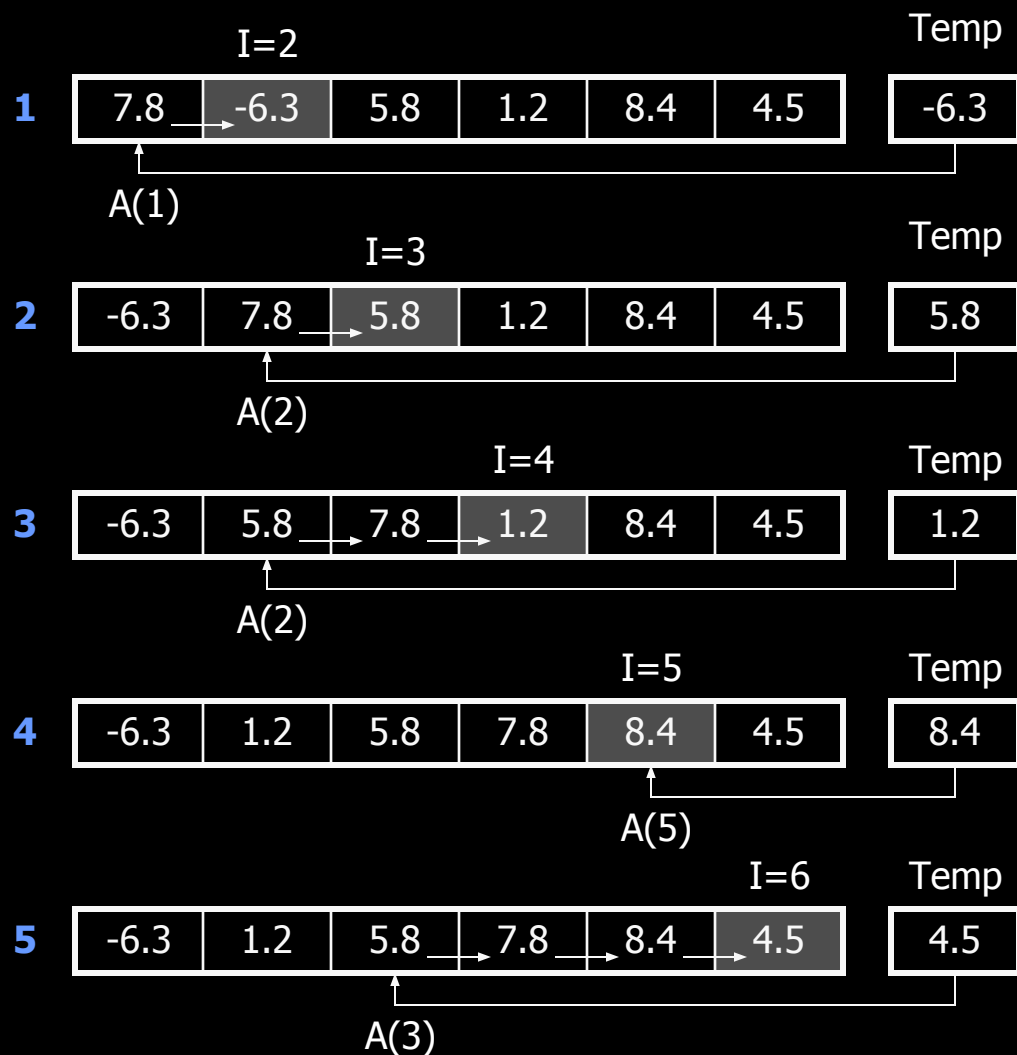 I=2 Temp
1 7.8 -6.3 5.8 1.2 8.4 4.5 -6.3
A(1)
I=3 Temp
2 -6.3 7.8 5.8 1.2 8.4 4.5 5.8
A(2)
I=4 Temp
3 -6.3 5.8 7.8 1.2 8.4 4.5 1.2
A(2)
I=5 Temp
4 -6.3 1.2 5.8 7.8 8.4 4.5 8.4
A(5)
I=6 Temp
5 -6.3 1.2 5.8 7.8 8.4 4.5 4.5
A(3)